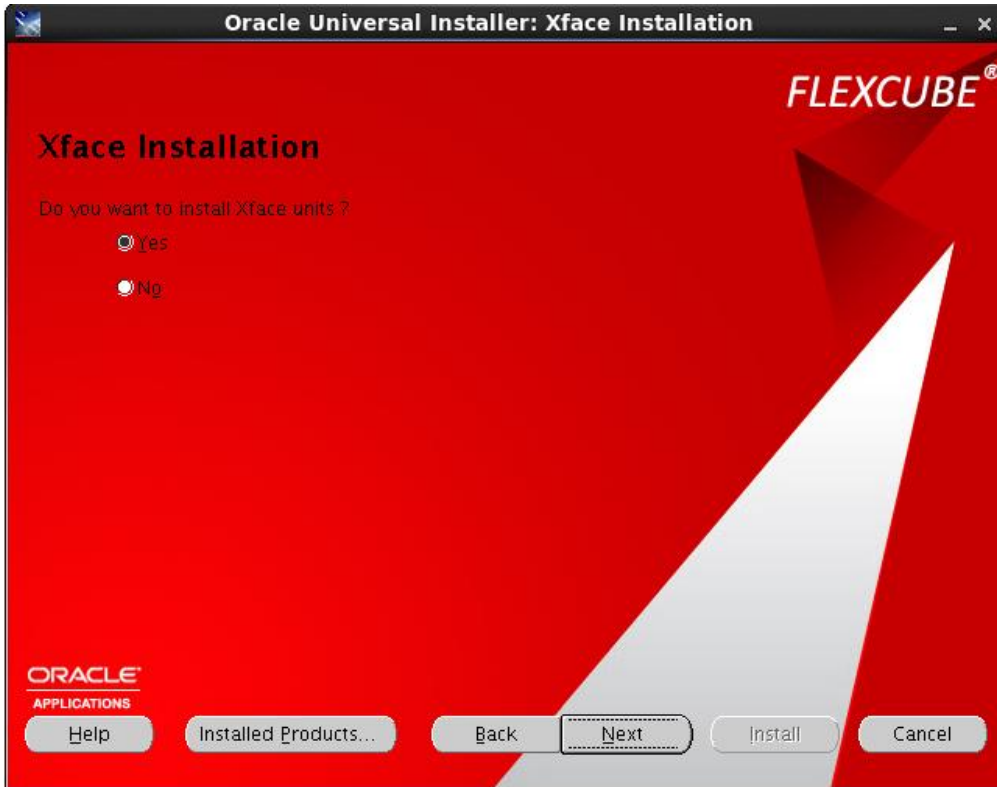 Oracle Universal Installer: Xface Installation
FLEXCUBE®
Xface Installation
Do you want to install Xface units ?
Yes
No
ORACLE®
APPLICATIONS
Help
Installed Products...
Back
Next
Install
Cancel